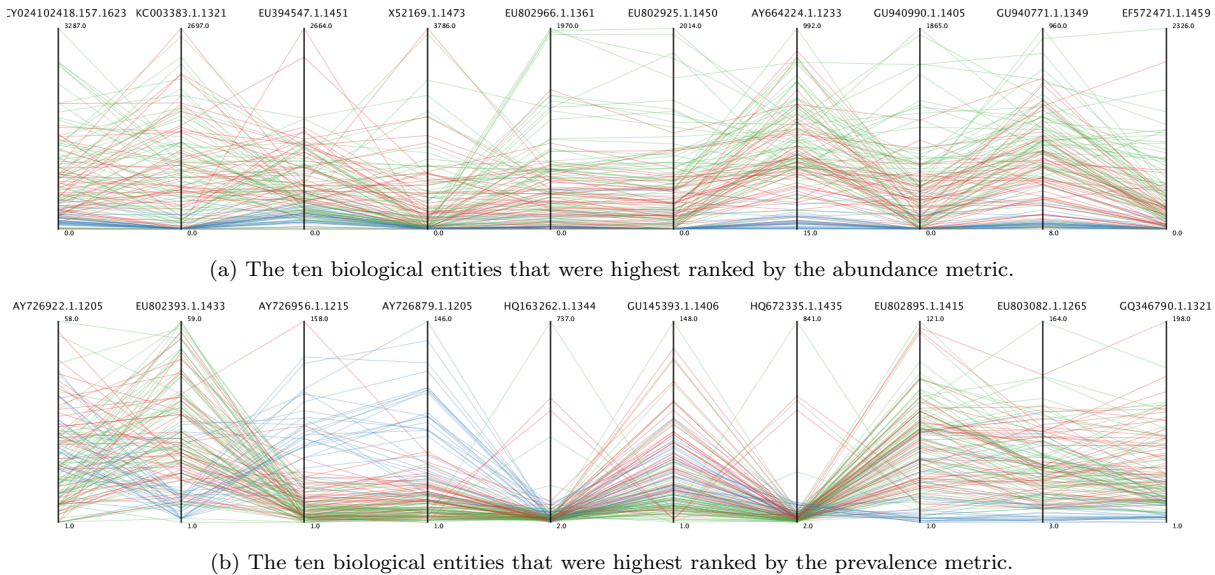 :CY024102418.157.1623 KC003383.1.1321 EU394547.1.1451 X52169.1.1473 EU802966.1.1361 EU802925.1.1450 AY664224.1.1233 GU940990.1.1405 GU940771.1.1349 EF572471.1.1459
3287.0 2697.0 2664.0 3786.0 1970.0 2014.0 992.0 1865.0 960.0 2326.0
0.0 0.0 0.0 0.0 0.0 0.0 15.0 0.0 8.0 0.0
(a) The ten biological entities that were highest ranked by the abundance metric.
AY726922.1.1205 EU802393.1.1433 AY726956.1.1215 AY726879.1.1205 HQ163262.1.1344 GU145393.1.1406 HQ672335.1.1435 EU802895.1.1415 EU803082.1.1265 GQ346790.1.1321
58.0 59.0 158.0 146.0 737.0 148.0 841.0 121.0 164.0 198.0
1.0 1.0 1.0 1.0 2.0 1.0 2.0 1.0 3.0 1.0
(b) The ten biological entities that were highest ranked by the prevalence metric.